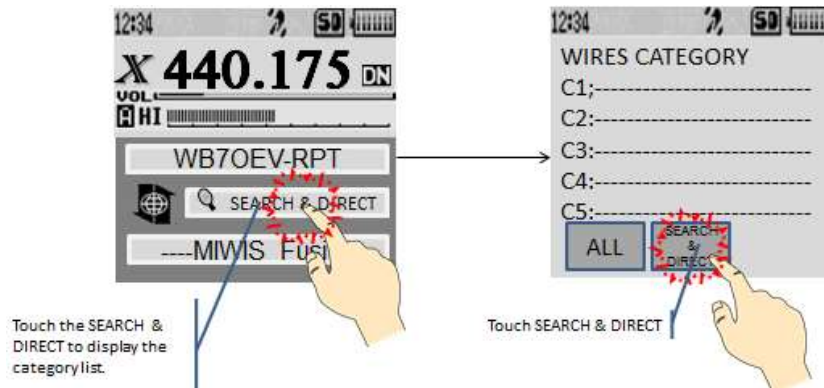 12:34 SD
X 440.175 DN
VOL
A HI
WB7OEV-RPT
SEARCH & DIRECT
----MIWIS Fusi
Touch the SEARCH &
DIRECT to display the
category list.
12:34 SD
WIRES CATEGORY
C1;-------------------------
C2:-------------------------
C3:-------------------------
C4:-------------------------
C5:-------------------------
ALL
SEARCH
&
DIRECT
Touch SEARCH & DIRECT